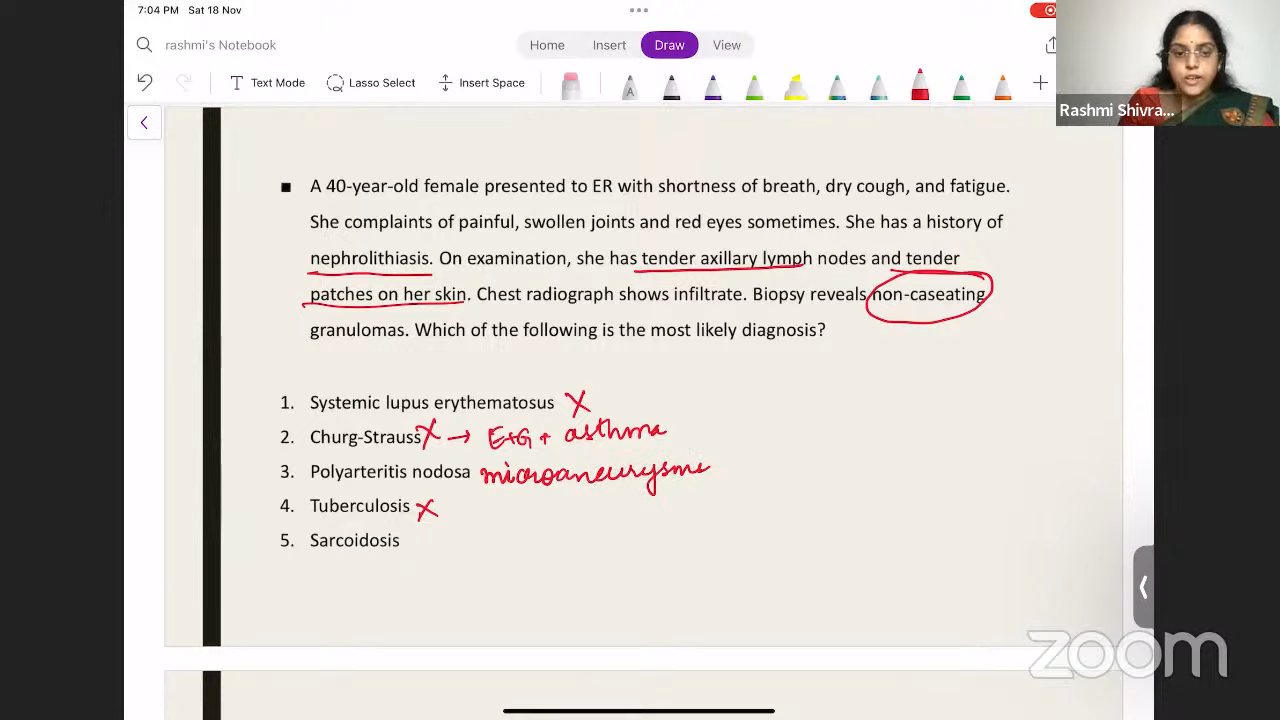 7:04 PM Sat 18 Nov
rashmi's Notebook
Home Insert Draw View
Text Mode Lasso Select Insert Space
A
Rashmi Shivra...
■ A 40-year-old female presented to ER with shortness of breath, dry cough, and fatigue.
She complaints of painful, swollen joints and red eyes sometimes. She has a history of
nephrolithiasis. On examination, she has tender axillary lymph nodes and tender
patches on her skin. Chest radiograph shows infiltrate. Biopsy reveals non-caseating
granulomas. Which of the following is the most likely diagnosis?
1. Systemic lupus erythematosus X
2. Churg-Strauss X → + asthma
3. Polyarteritis nodosa microaneurysms
4. Tuberculosis X
5. Sarcoidosis
zoom